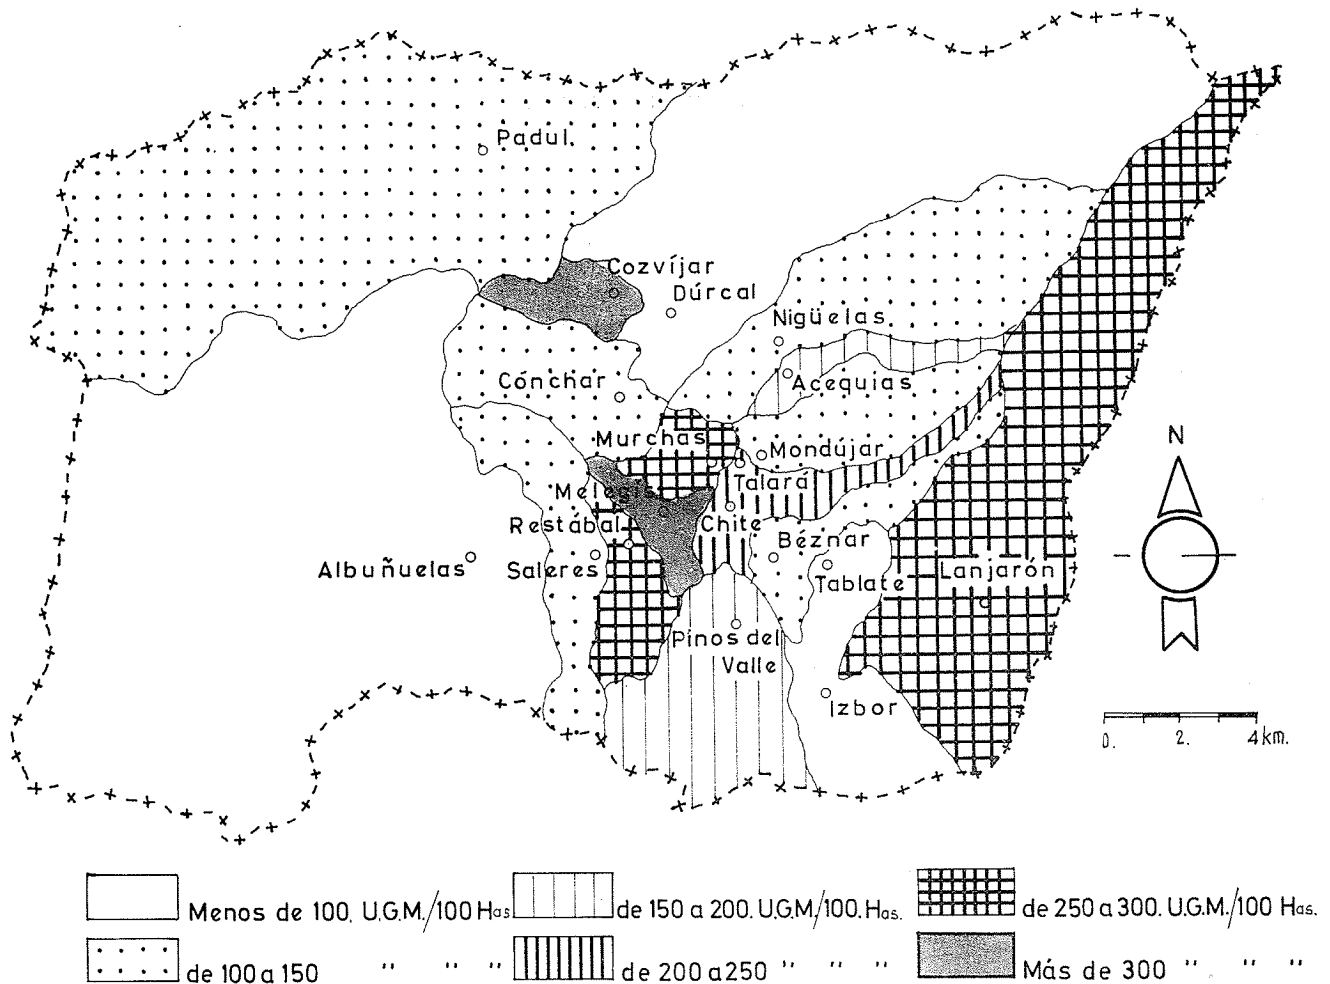 Padul.
Cozvíjar
Dúrcal
Nigüelas
Cónchar
Acequias
Murchas
Mondújar
Talará
Melegís
Restábal
Chite
Béznar
Albuñuelas
Saleres
Tablate
Lanjarón
Pinos del
Valle
Izbor
N
0. 2. 4km.
Menos de 100. U.G.M./100 Has
de 150 a 200. U.G.M/100. Has.
de 250 a 300. U.G.M./100 Has.
de 100 a 150 " " "
de 200 a 250 " " "
Más de 300 " " "